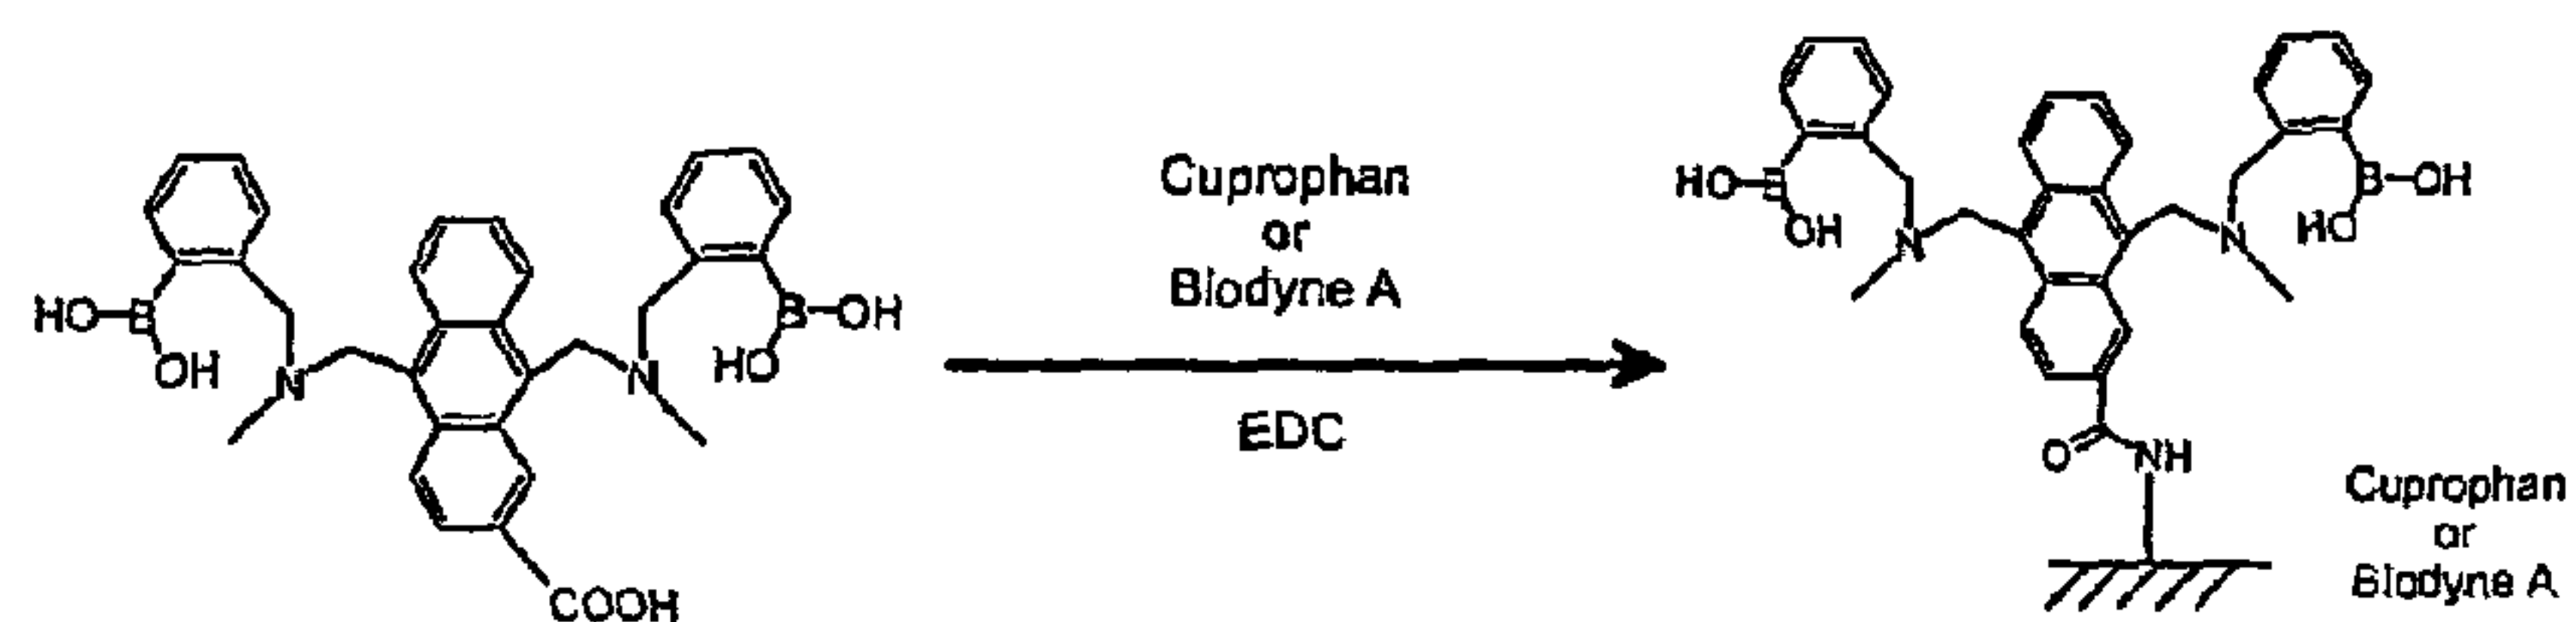 HO
B
OH
N
N
B
OH
HO
COOH
Cuprophan
or
Biodyne A
EDC
HO
B
OH
N
N
B
OH
HO
O
NH
Cuprophan
or
Biodyne A